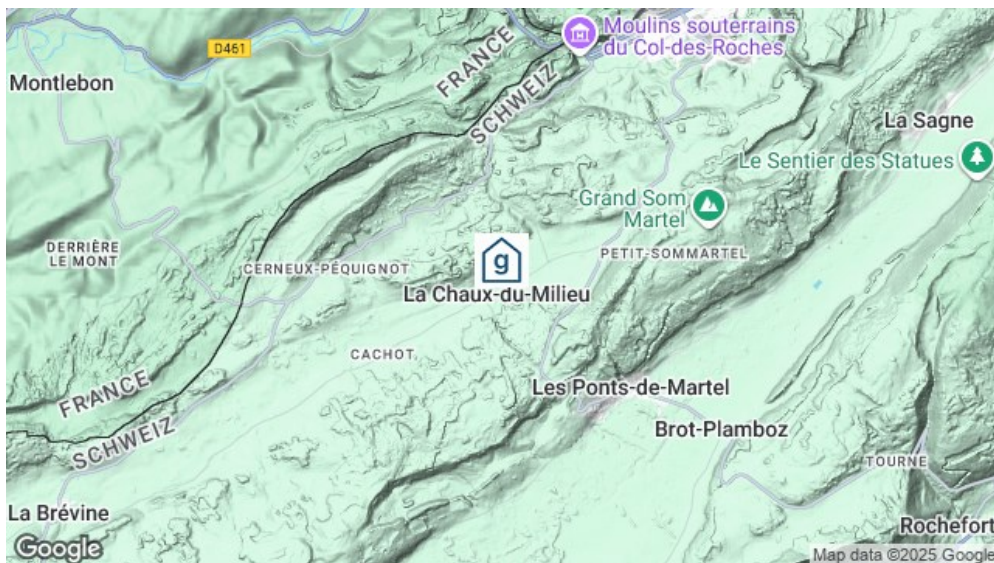 Moulins souterrains
du Col-des-Roches
D461
FRANCE
Montlebon
SCHWEIZ
La Sagne
Le Sentier des Statues
Grand Som
Martel
DERRIÈRE
LE MONT
PETIT-SOMMARTEL
CERNEUX-PÉQUIGNOT
g
La Chaux-du-Milieu
CACHOT
FRANCE
Les Ponts-de-Martel
SCHWEIZ
Brot-Plamboz
TOURNE
La Brévine
Rochefort
Google
Map data ©2025 Google